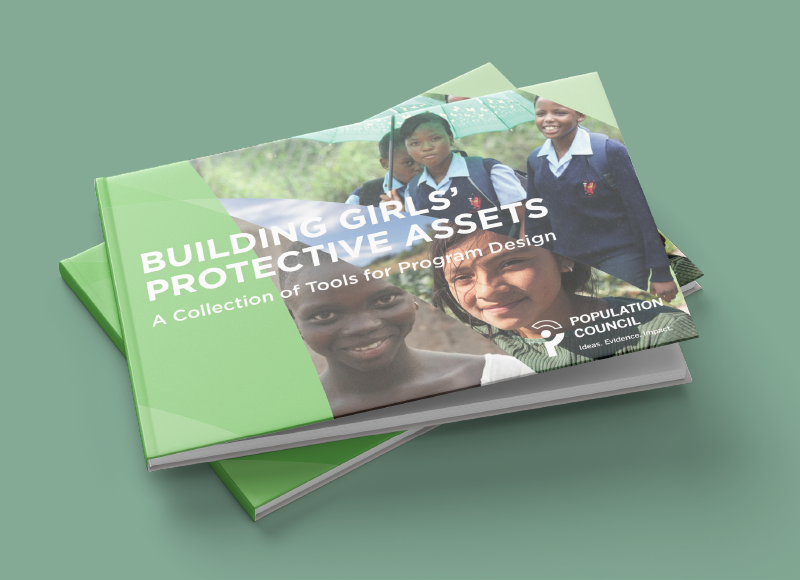 BUILDING GIRLS’
PROTECTIVE ASSETS
A Collection of Tools for Program Design
POPULATION
COUNCIL
Ideas. Evidence. Impact.